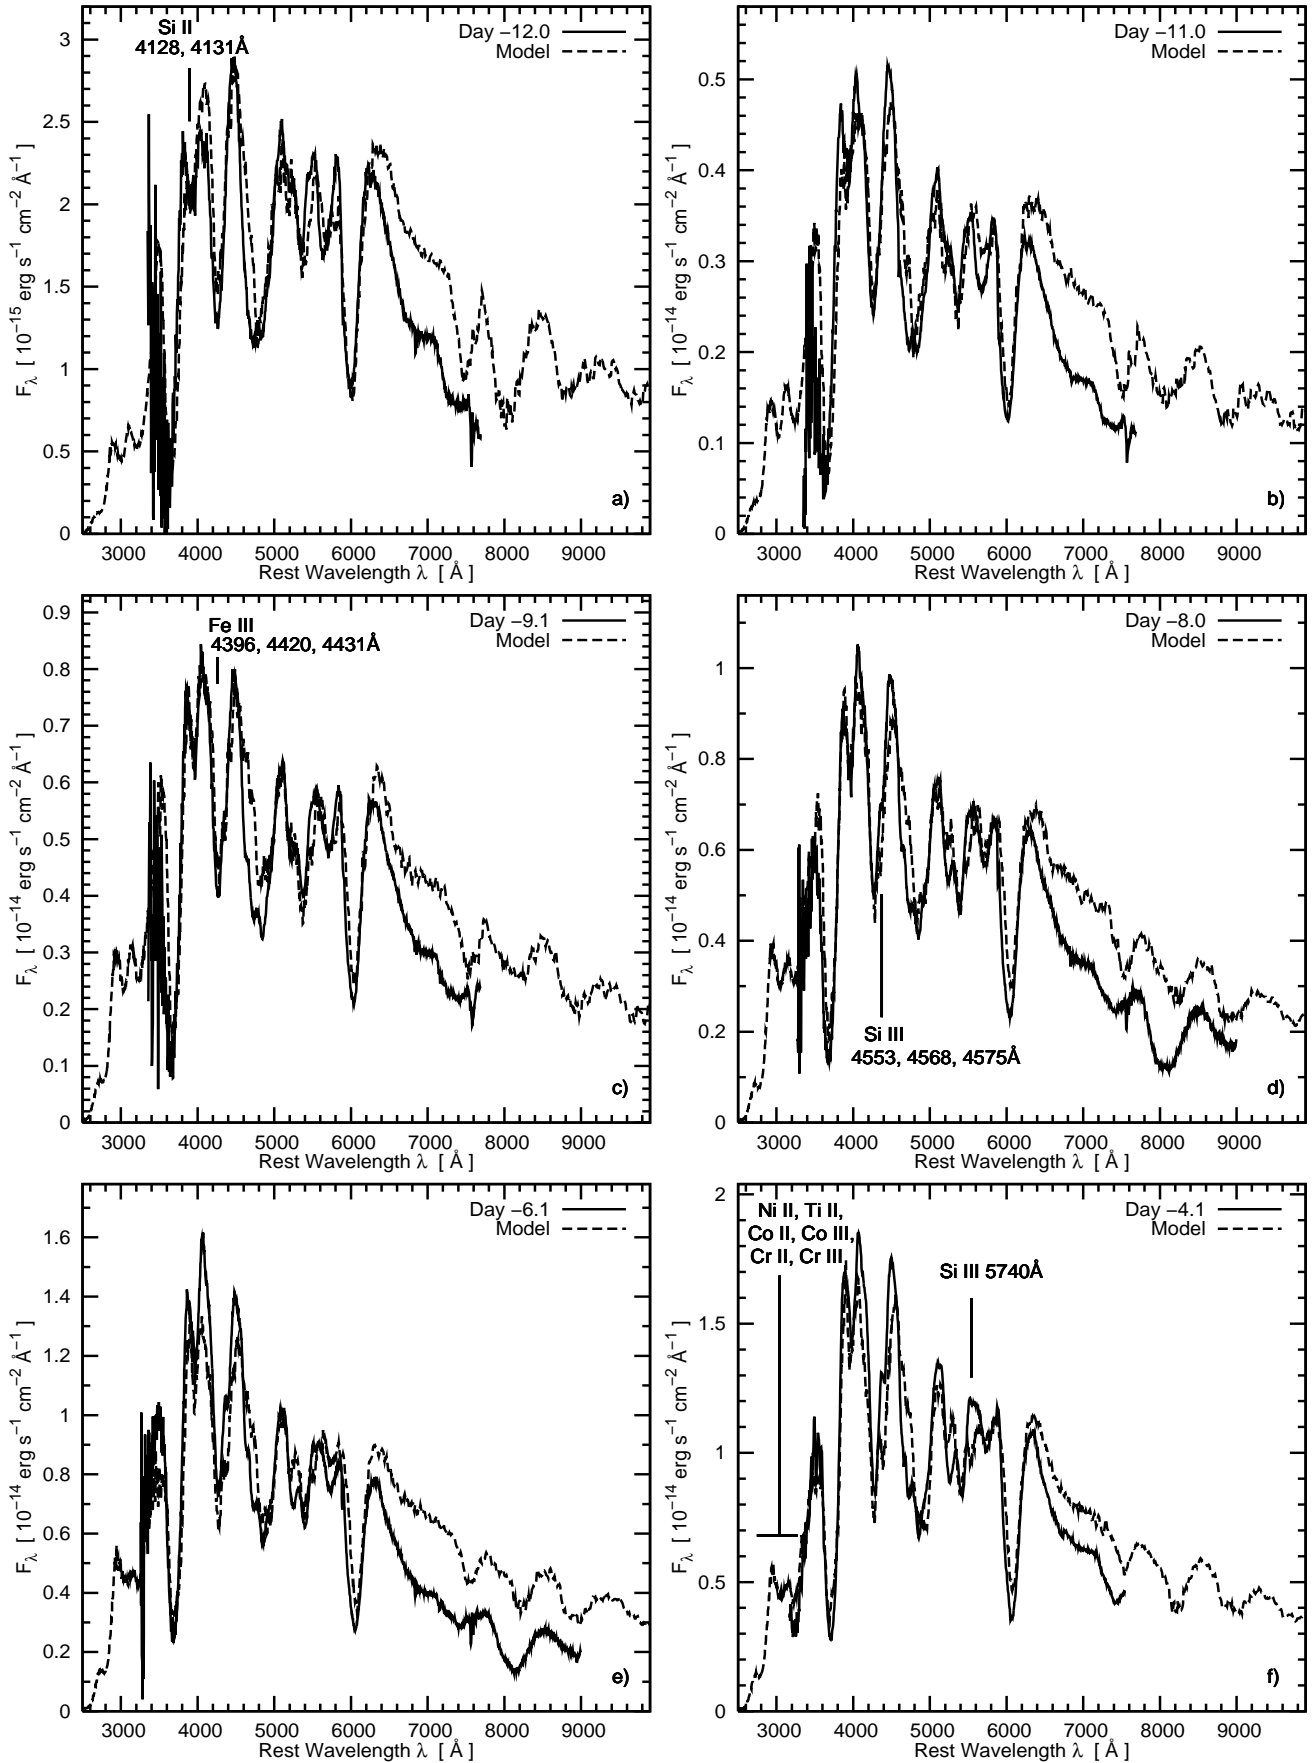 Si II
4128, 4131Å
Day −12.0
Model
3
2.5
2
1.5
1
0.5
0
F_λ [ 10^−15 erg s^−1 cm^−2 Å^−1 ]
3000 4000 5000 6000 7000 8000 9000
Rest Wavelength λ [ Å ]
a)
Day −11.0
Model
0.5
0.4
0.3
0.2
0.1
0
F_λ [ 10^−14 erg s^−1 cm^−2 Å^−1 ]
3000 4000 5000 6000 7000 8000 9000
Rest Wavelength λ [ Å ]
b)
Fe III
4396, 4420, 4431Å
Day −9.1
Model
0.9
0.8
0.7
0.6
0.5
0.4
0.3
0.2
0.1
0
F_λ [ 10^−14 erg s^−1 cm^−2 Å^−1 ]
3000 4000 5000 6000 7000 8000 9000
Rest Wavelength λ [ Å ]
c)
Day −8.0
Model
1
0.8
0.6
0.4
0.2
0
F_λ [ 10^−14 erg s^−1 cm^−2 Å^−1 ]
Si III
4553, 4568, 4575Å
3000 4000 5000 6000 7000 8000 9000
Rest Wavelength λ [ Å ]
d)
Day −6.1
Model
1.6
1.4
1.2
1
0.8
0.6
0.4
0.2
0
F_λ [ 10^−14 erg s^−1 cm^−2 Å^−1 ]
3000 4000 5000 6000 7000 8000 9000
Rest Wavelength λ [ Å ]
e)
Ni II, Ti II,
Co II, Co III,
Cr II, Cr III
Si III 5740Å
Day −4.1
Model
2
1.5
1
0.5
0
F_λ [ 10^−14 erg s^−1 cm^−2 Å^−1 ]
3000 4000 5000 6000 7000 8000 9000
Rest Wavelength λ [ Å ]
f)